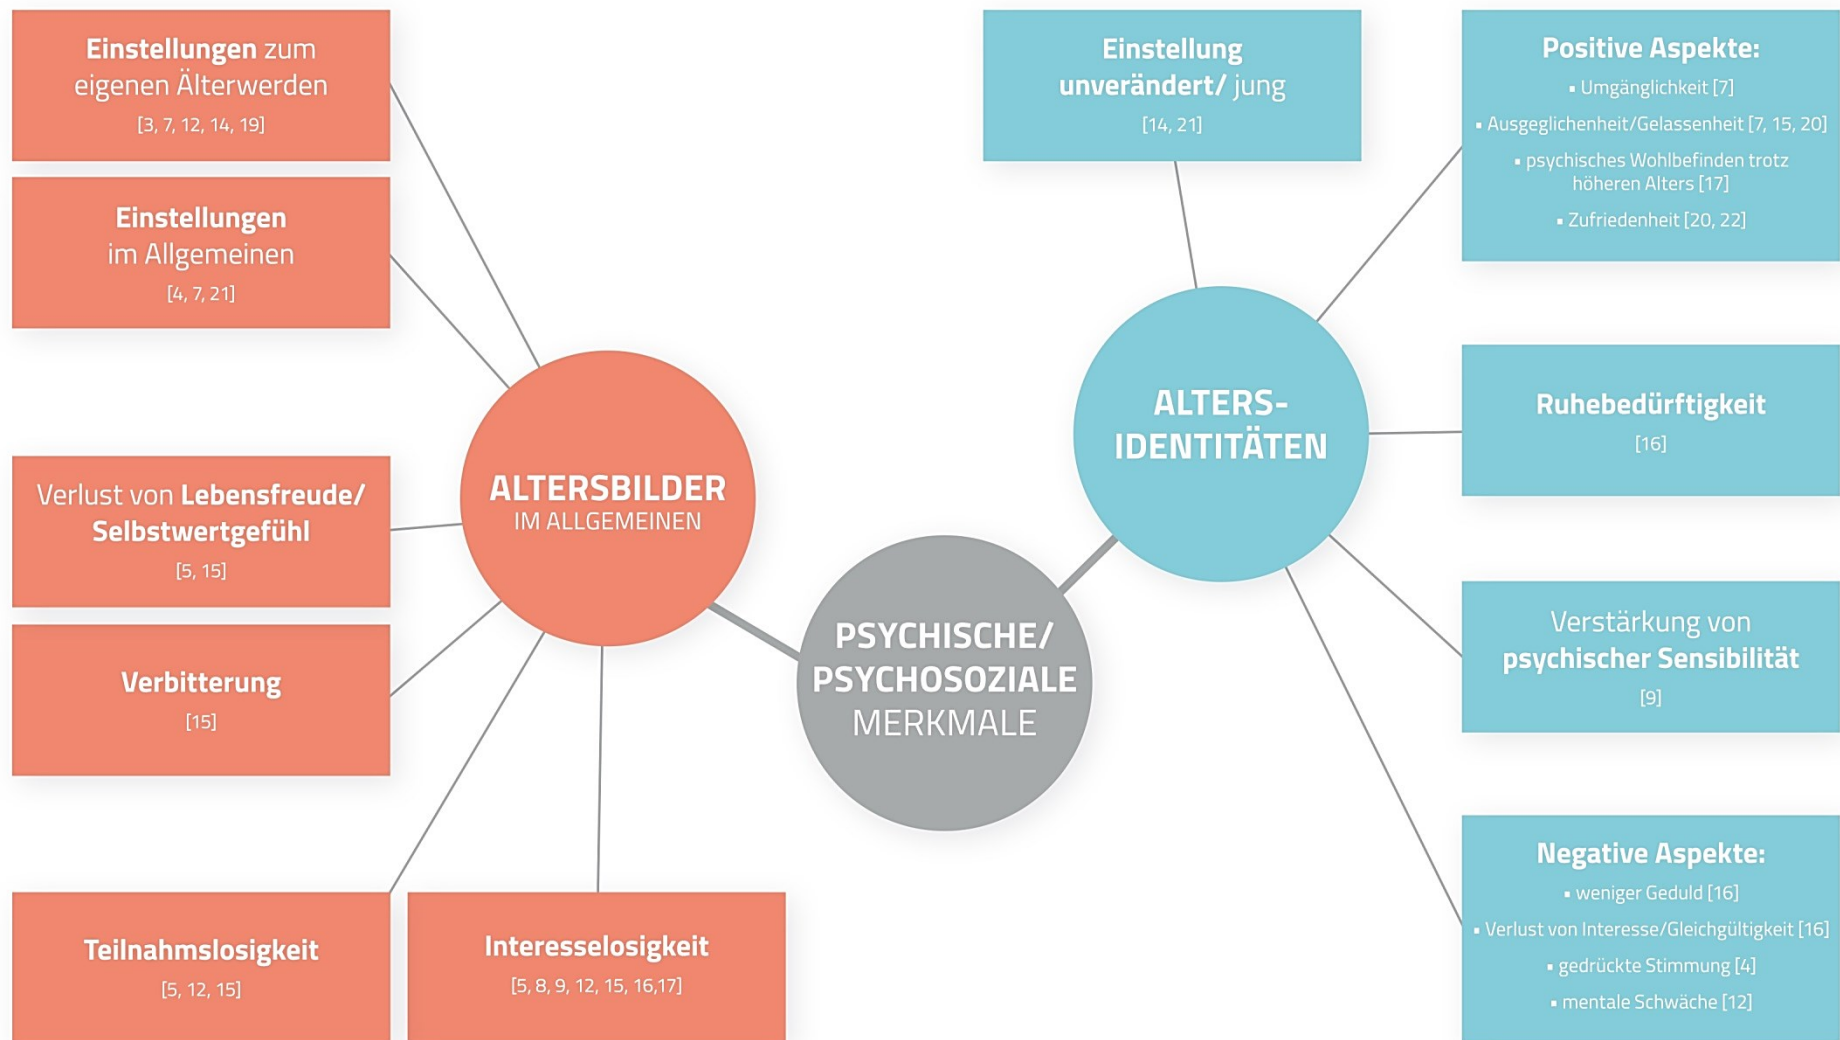 Einstellungen zum
eigenen Älterwerden
[3, 7, 12, 14, 19]
Einstellungen
im Allgemeinen
[4, 7, 21]
Verlust von Lebensfreude/
Selbstwertgefühl
[5, 15]
Verbitterung
[15]
Teilnahmslosigkeit
[5, 12, 15]
Interesselosigkeit
[5, 8, 9, 12, 15, 16,17]
ALTERSBILDER
IM ALLGEMEINEN
PSYCHISCHE/
PSYCHOSOZIALE
MERKMALE
ALTERS-
IDENTITÄTEN
Einstellung
unverändert/ jung
[14, 21]
Positive Aspekte:
▪ Umgänglichkeit [7]
▪ Ausgeglichenheit/Gelassenheit [7, 15, 20]
▪ psychisches Wohlbefinden trotz
höheren Alters [17]
▪ Zufriedenheit [20, 22]
Ruhebedürftigkeit
[16]
Verstärkung von
psychischer Sensibilität
[9]
Negative Aspekte:
▪ weniger Geduld [16]
▪ Verlust von Interesse/Gleichgültigkeit [16]
▪ gedrückte Stimmung [4]
▪ mentale Schwäche [12]